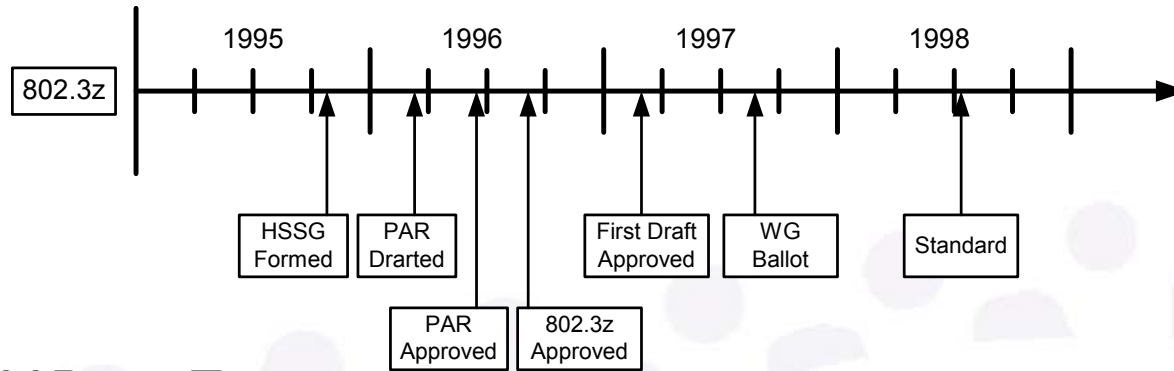 1995
1996
1997
1998
802.3z
HSSG
Formed
PAR
Drarted
First Draft
Approved
WG
Ballot
Standard
PAR
Approved
802.3z
Approved